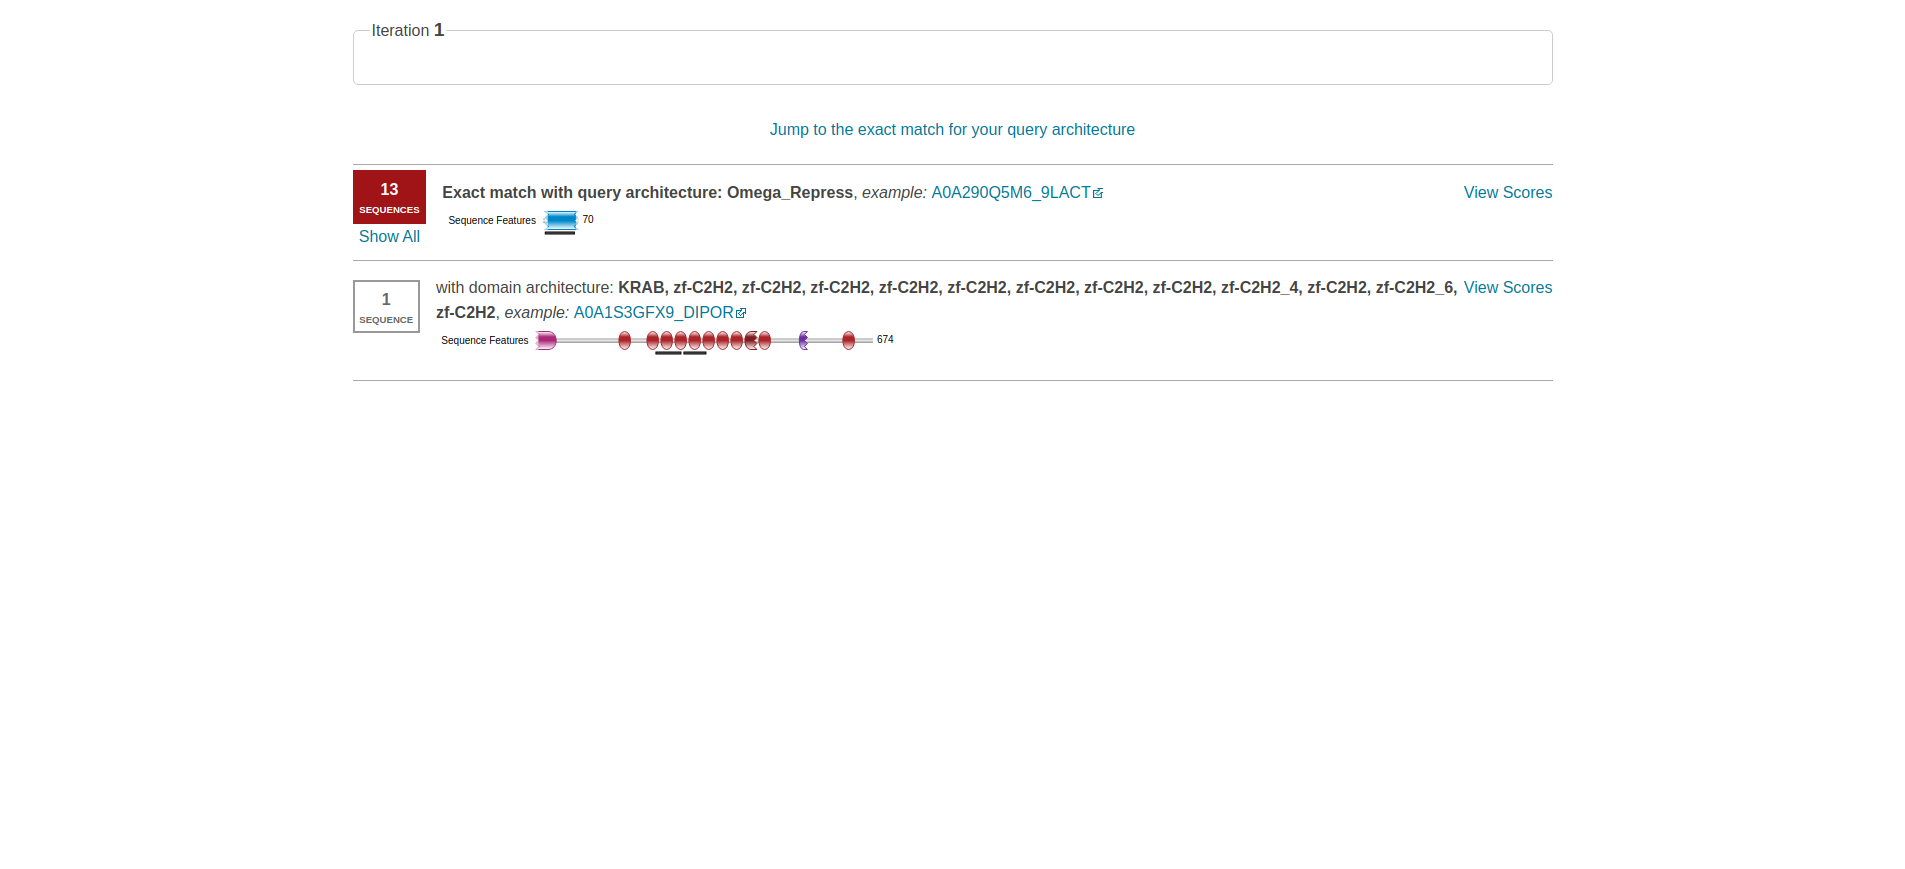 Iteration 1
Jump to the exact match for your query architecture
13
SEQUENCES
Show All
Exact match with query architecture: Omega_Repress, example: A0A290Q5M6_9LACT
View Scores
Sequence Features 70
1
SEQUENCE
with domain architecture: KRAB, zf-C2H2, zf-C2H2, zf-C2H2, zf-C2H2, zf-C2H2, zf-C2H2, zf-C2H2, zf-C2H2, zf-C2H2_4, zf-C2H2, zf-C2H2_6,
zf-C2H2, example: A0A1S3GFX9_DIPOR
View Scores
Sequence Features 674